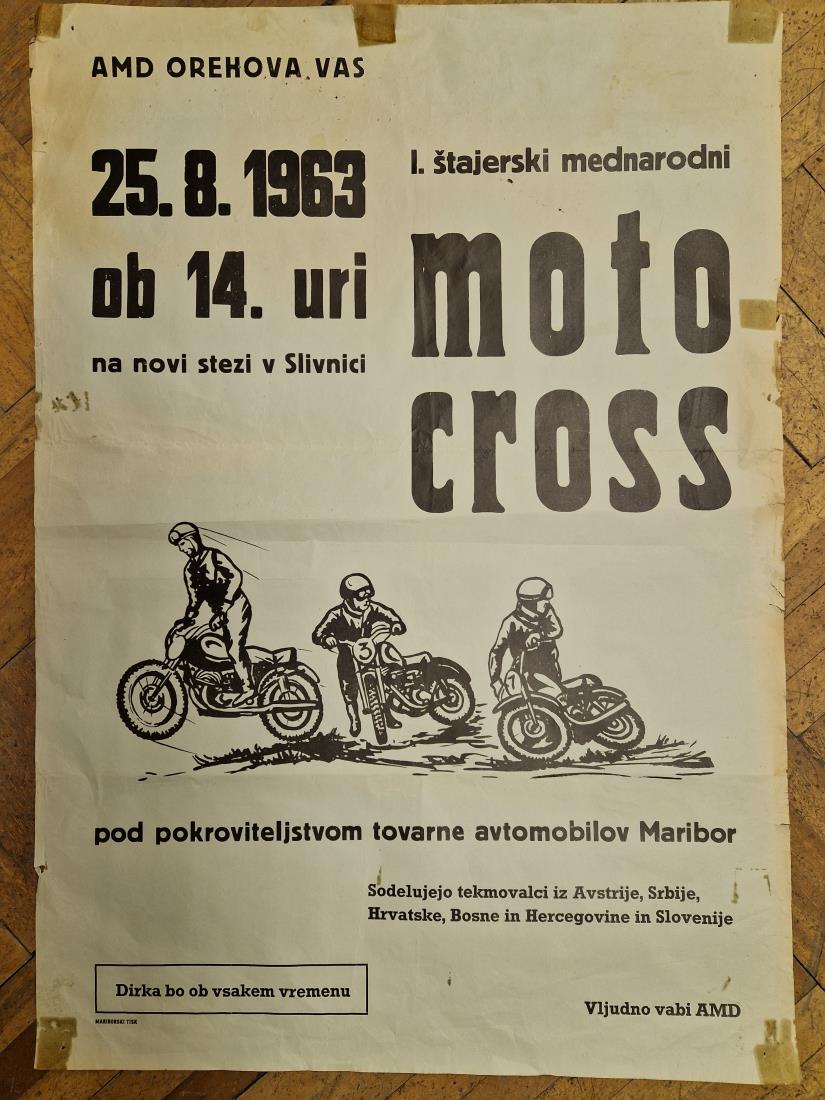 AMD OREHOVA VAS
25. 8. 1963
ob 14. uri
na novi stezi v Slivnici
I. štajerski mednarodni
moto
cross
3
pod pokroviteljstvom tovarne avtomobilov Maribor
Sodelujejo tekmovalci iz Avstrije, Srbije,
Hrvatske, Bosne in Hercegovine in Slovenije
Dirka bo ob vsakem vremenu
MARIBORSKI TISK
Vljudno vabi AMD